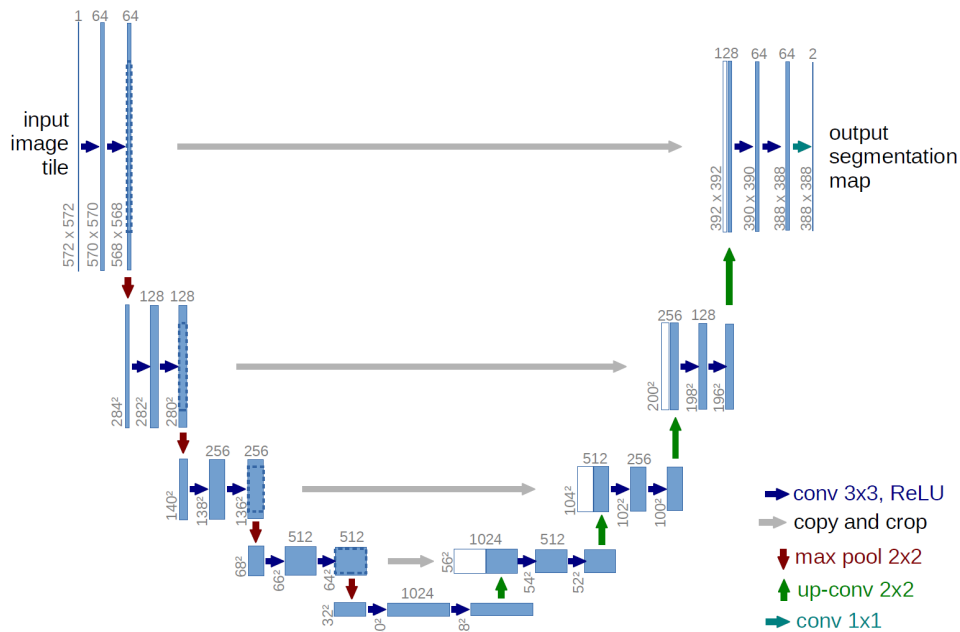 1 64 64
input
image
tile
572 x 572
570 x 570
568 x 568
128 64 64 2
output
segmentation
map
392 x 392
390 x 390
388 x 388
388 x 388
128 128
284²
282²
280²
256 128
200²
198²
196²
256 256
140²
138²
136²
512 256
104²
102²
100²
512 512
68²
66²
64²
1024 512
56²
54²
52²
1024
32²
0²
8²
conv 3x3, ReLU
copy and crop
max pool 2x2
up-conv 2x2
conv 1x1